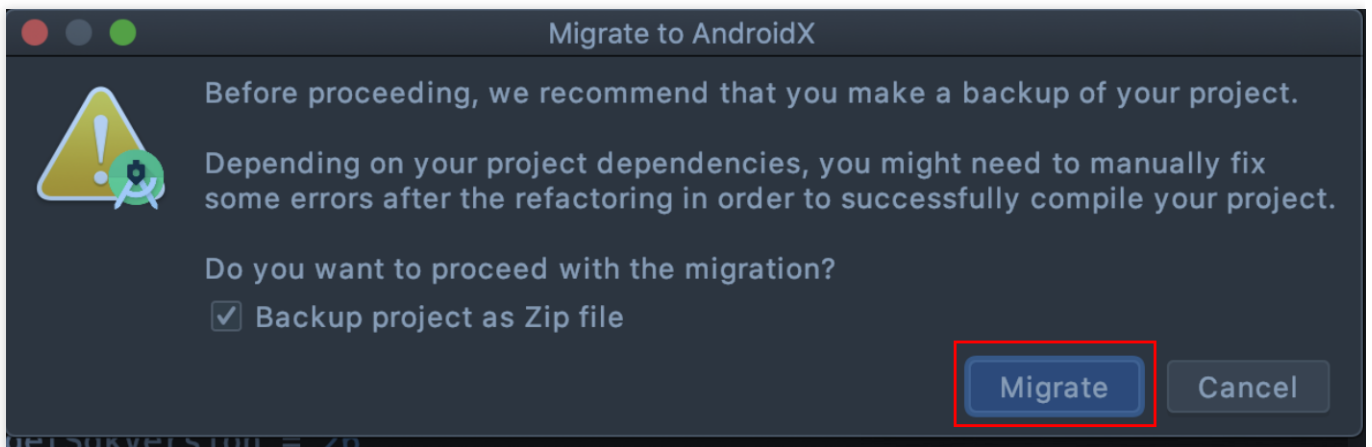 Migrate to AndroidX
Before proceeding, we recommend that you make a backup of your project.
Depending on your project dependencies, you might need to manually fix
some errors after the refactoring in order to successfully compile your project.
Do you want to proceed with the migration?
Backup project as Zip file
Migrate
Cancel